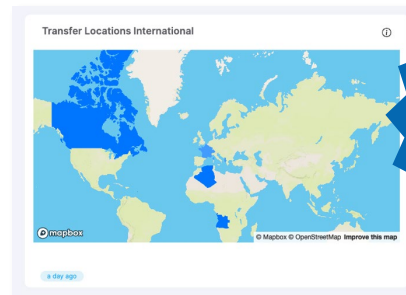 Transfer Locations International
mapbox
© Mapbox © OpenStreetMap Improve this map
a day ago